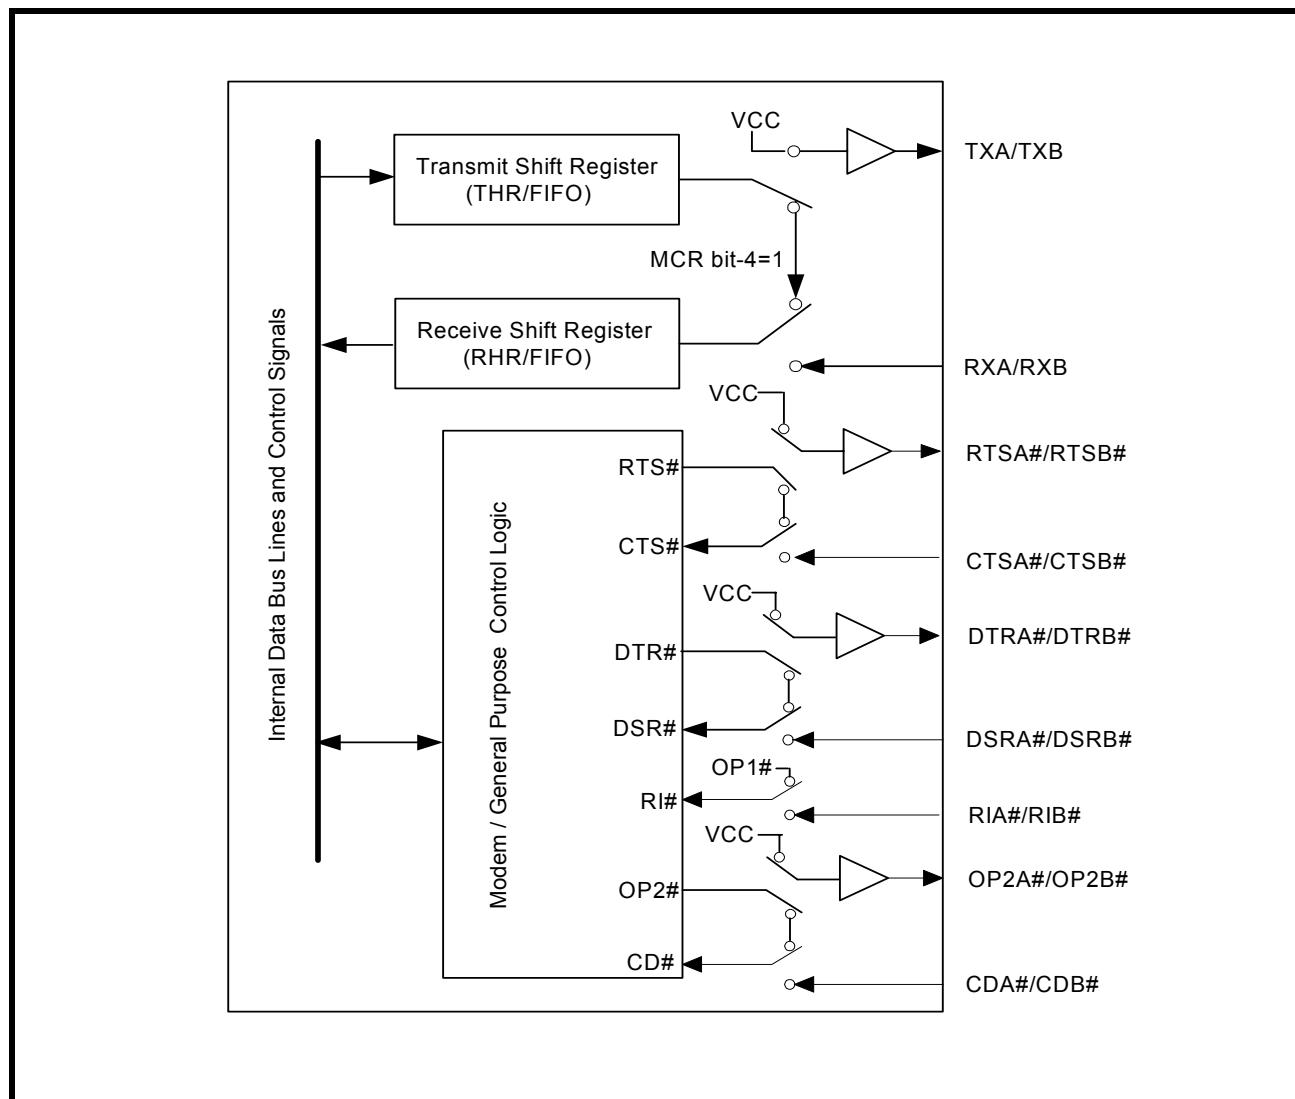 VCC
TXA/TXB
Transmit Shift Register
(THR/FIFO)
MCR bit-4=1
Receive Shift Register
(RHR/FIFO)
RXA/RXB
VCC
RTSA#/RTSB#
RTS#
CTS#
CTSA#/CTSB#
VCC
DTRA#/DTRB#
DTR#
DSR#
DSRA#/DSRB#
OP1#
RI#
RIA#/RIB#
VCC
OP2A#/OP2B#
OP2#
CD#
CDA#/CDB#
Internal Data Bus Lines and Control Signals
Modem / General Purpose Control Logic